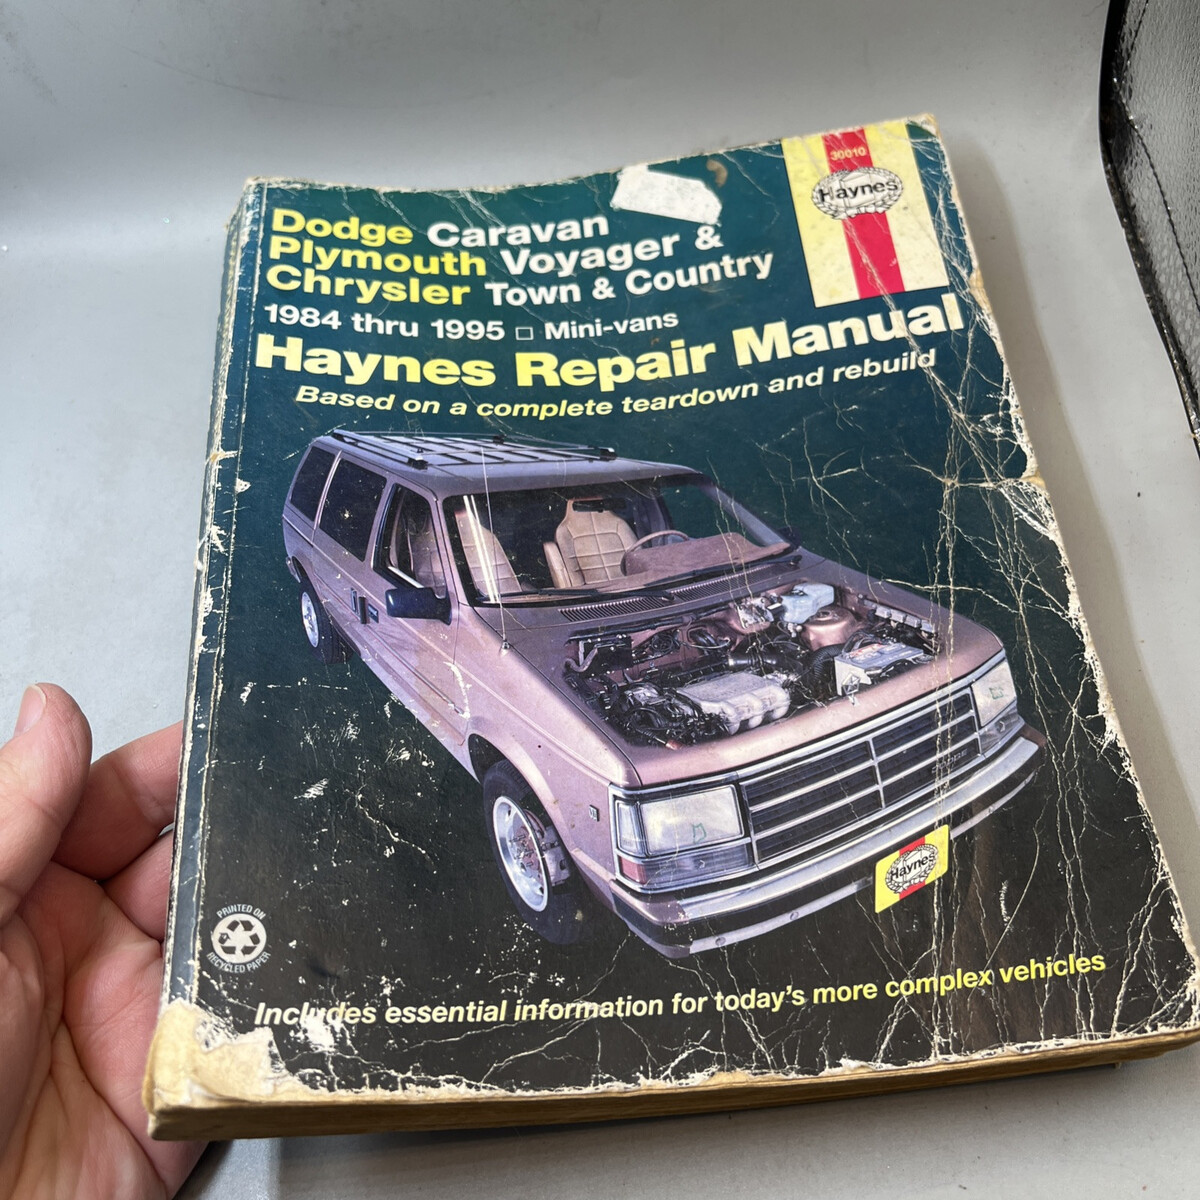 30010
Haynes
Dodge Caravan
Plymouth Voyager &
Chrysler Town & Country
1984 thru 1995 □ Mini-vans
Haynes Repair Manual
Based on a complete teardown and rebuild
DODGE
Haynes
PRINTED ON
RECYCLED PAPER
Includes essential information for today's more complex vehicles